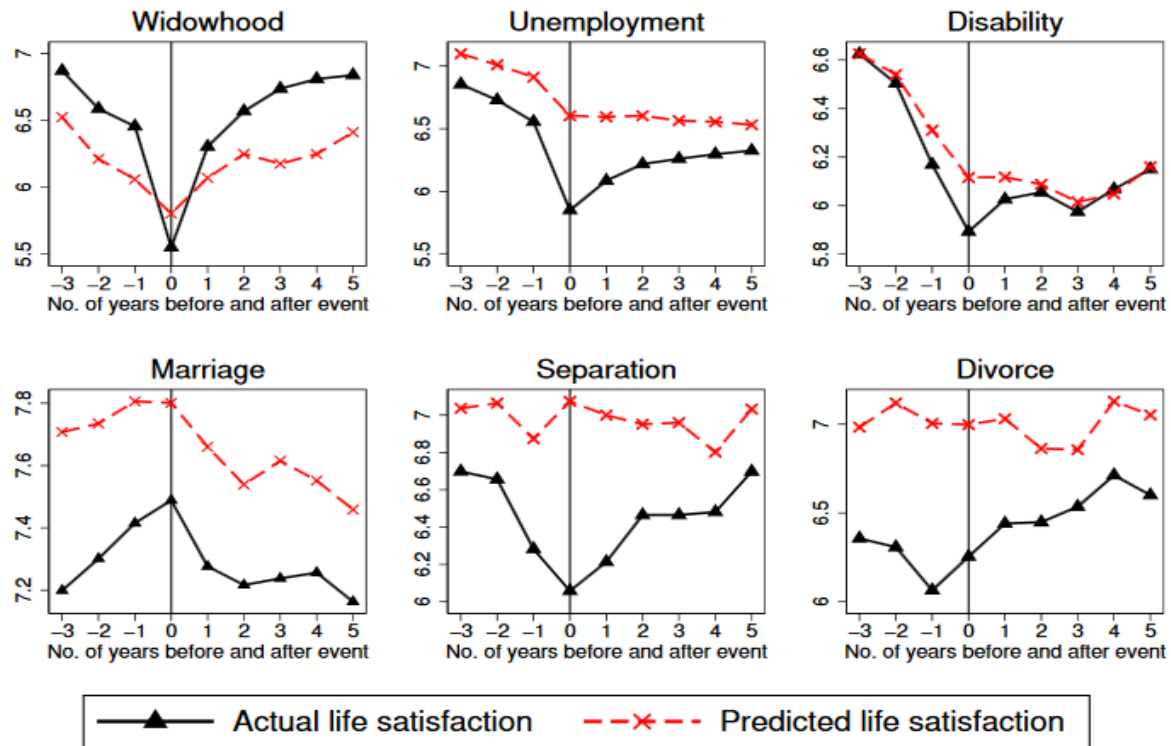 Widowhood
7
6.5
6
5.5
−3 −2 −1 0 1 2 3 4 5
No. of years before and after event
Unemployment
7
6.5
6
5.5
−3 −2 −1 0 1 2 3 4 5
No. of years before and after event
Disability
6.6
6.4
6.2
6
5.8
−3 −2 −1 0 1 2 3 4 5
No. of years before and after event
Marriage
7.8
7.6
7.4
7.2
−3 −2 −1 0 1 2 3 4 5
No. of years before and after event
Separation
7
6.8
6.6
6.4
6.2
6
−3 −2 −1 0 1 2 3 4 5
No. of years before and after event
Divorce
7
6.5
6
−3 −2 −1 0 1 2 3 4 5
No. of years before and after event
Actual life satisfaction
Predicted life satisfaction